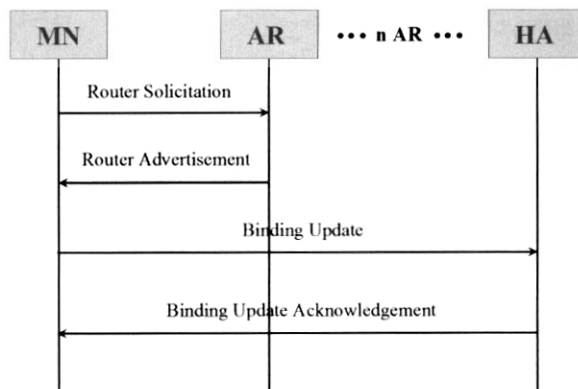 MN AR ••• n AR ••• HA
Router Solicitation
Router Advertisement
Binding Update
Binding Update Acknowledgement